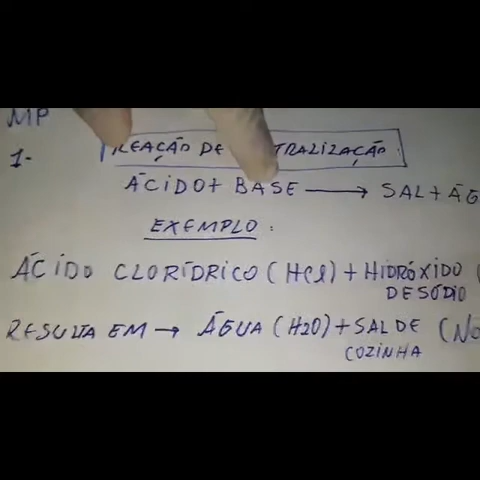 MP
1- REAÇÃO DE TRALIZAÇÃO
ÁCIDO + BASE → SAL + ÁG
EXEMPLO:
ÁCIDO CLORÍDRICO (HCl) + HIDRÓXIDO (
DE SÓDIO
RESULTA EM → ÁGUA (H2O) + SAL DE (Na
COZINHA